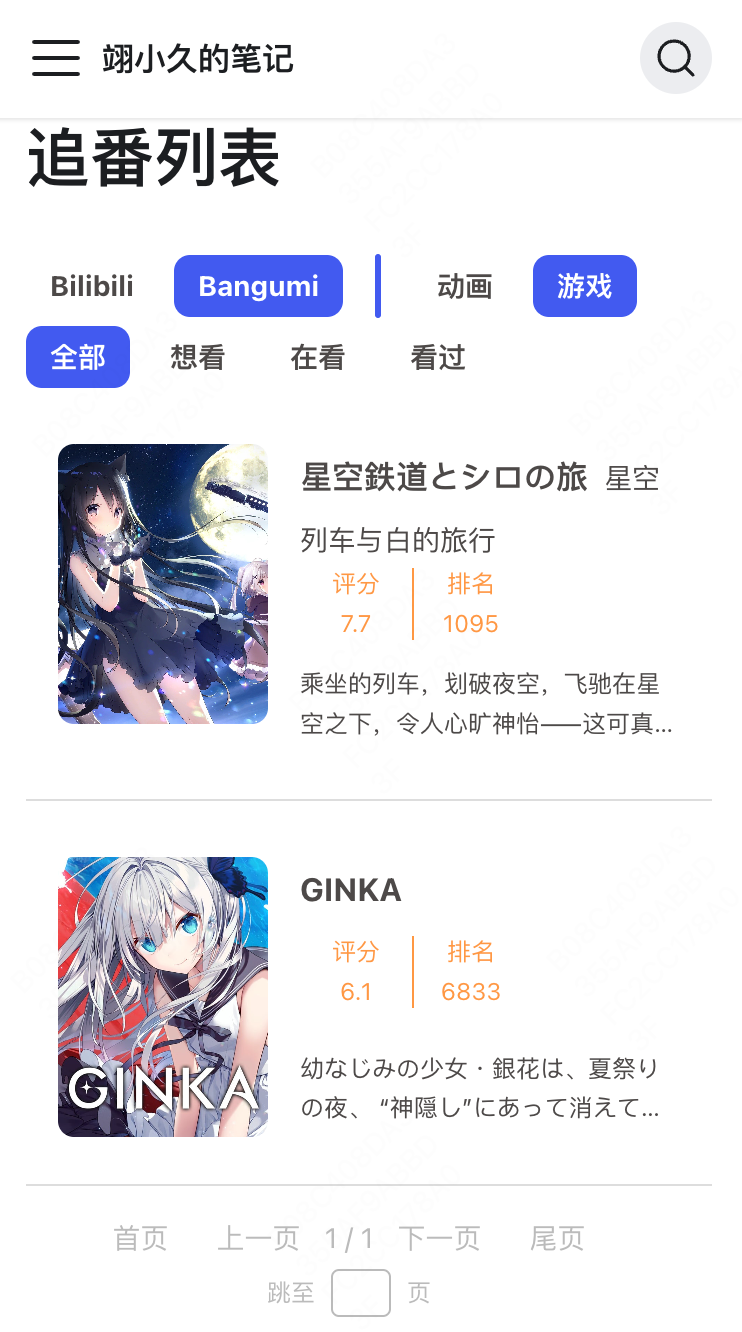 翊小久的笔记
追番列表
Bilibili Bangumi 动画 游戏
全部 想看 在看 看过
星空鉄道とシロの旅 星空
列车与白的旅行
评分 排名
7.7 1095
乘坐的列车，划破夜空，飞驰在星
空之下，令人心旷神怡——这可真...
GINKA
评分 排名
6.1 6833
幼なじみの少女・銀花は、夏祭り
の夜、 “神隠し”にあって消えて...
GINKA
首页 上一页 1 / 1 下一页 尾页
跳至 页